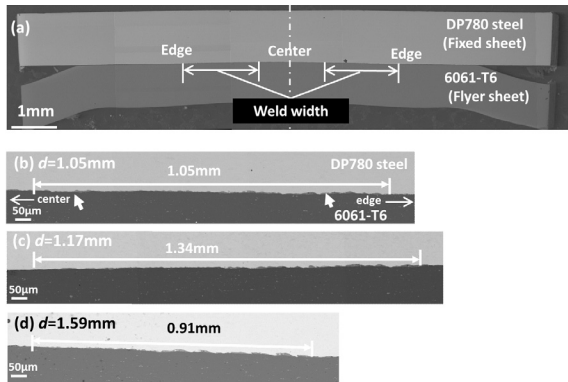 (a)
DP780 steel
(Fixed sheet)
Edge
Center
Edge
6061-T6
(Flyer sheet)
1mm
Weld width
(b) d=1.05mm
DP780 steel
1.05mm
center
edge
50μm
6061-T6
(c) d=1.17mm
1.34mm
50μm
(d) d=1.59mm
0.91mm
50μm